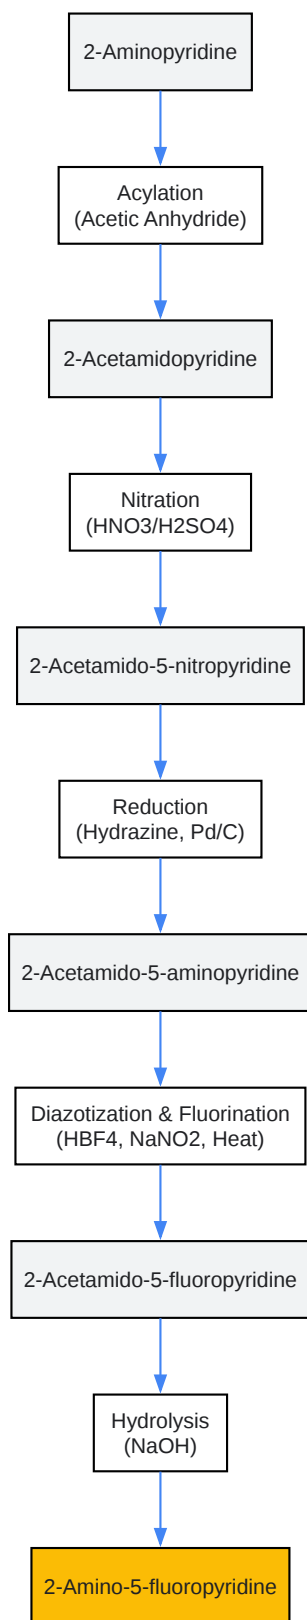 2-Aminopyridine
Acylation
(Acetic Anhydride)
2-Acetamidopyridine
Nitration
(HNO3/H2SO4)
2-Acetamido-5-nitropyridine
Reduction
(Hydrazine, Pd/C)
2-Acetamido-5-aminopyridine
Diazotization & Fluorination
(HBF4, NaNO2, Heat)
2-Acetamido-5-fluoropyridine
Hydrolysis
(NaOH)
2-Amino-5-fluoropyridine